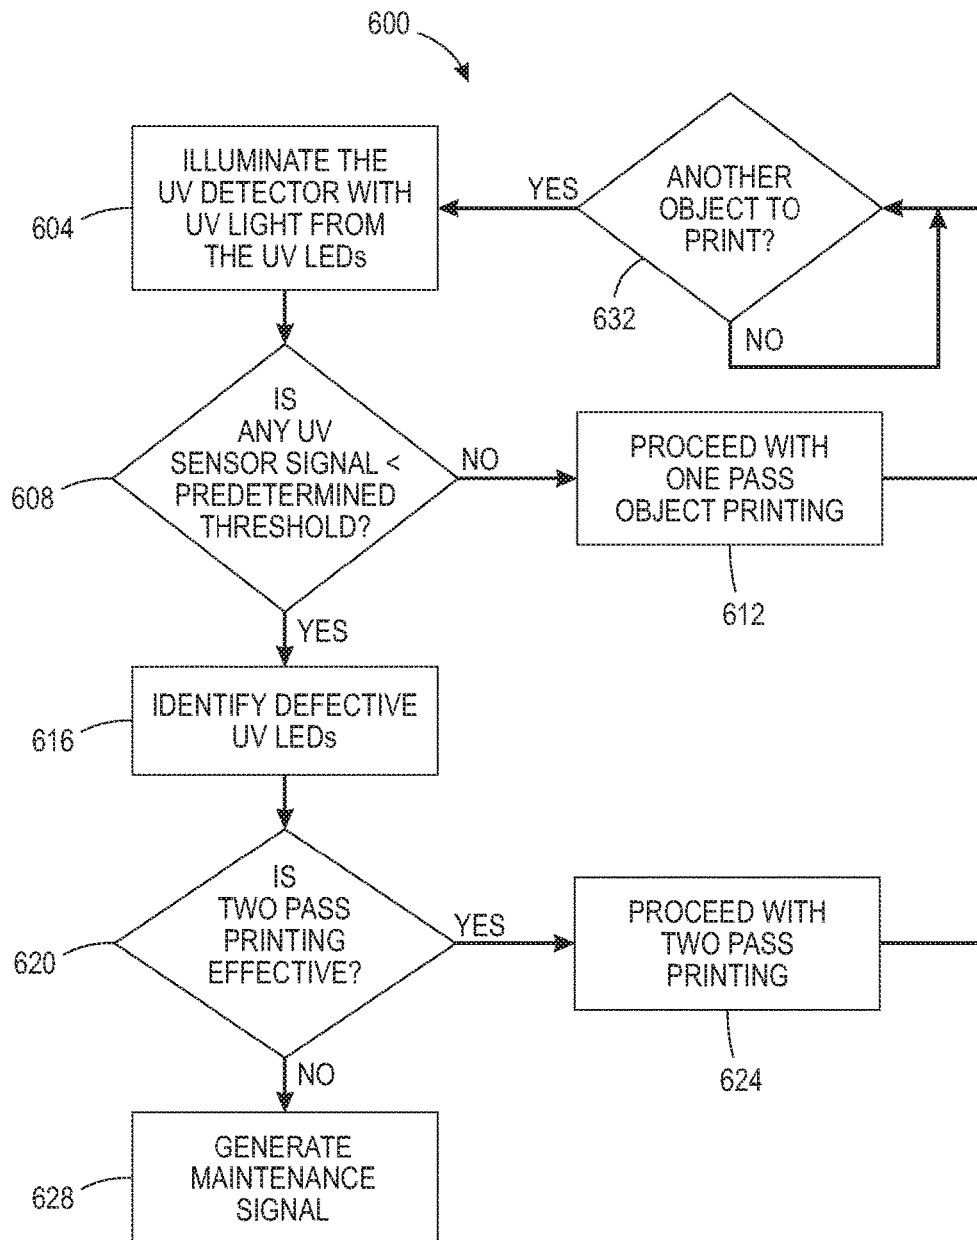 600
ILLUMINATE THE
UV DETECTOR WITH
UV LIGHT FROM
THE UV LEDs
604
YES
ANOTHER
OBJECT TO
PRINT?
632
NO
IS
ANY UV
SENSOR SIGNAL <
PREDETERMINED
THRESHOLD?
608
NO
PROCEED WITH
ONE PASS
OBJECT PRINTING
612
YES
IDENTIFY DEFECTIVE
UV LEDs
616
IS
TWO PASS
PRINTING
EFFECTIVE?
620
YES
PROCEED WITH
TWO PASS
PRINTING
624
NO
GENERATE
MAINTENANCE
SIGNAL
628